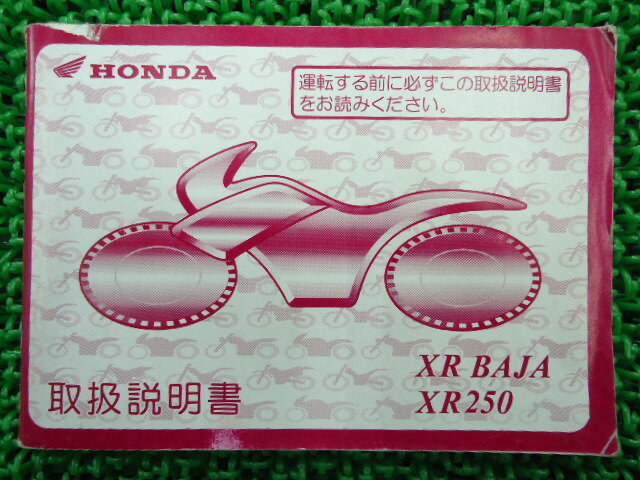 HONDA
運転する前に必ずこの取扱説明書
をお読みください。
XR BAJA
XR250
取扱説明書